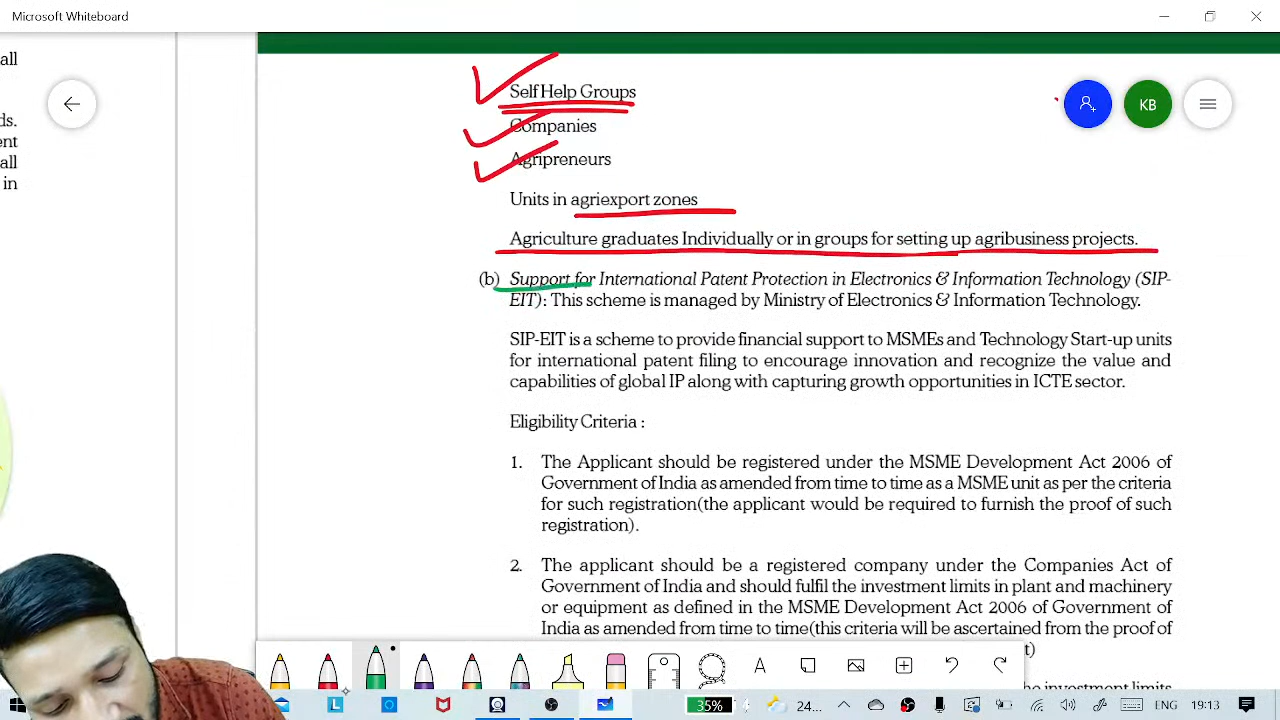 Microsoft Whiteboard
all
ds.
ent
all
in
Self Help Groups
Companies
Agripreneurs
Units in agriexport zones
Agriculture graduates Individually or in groups for setting up agribusiness projects.
(b) Support for International Patent Protection in Electronics & Information Technology (SIP-
EIT): This scheme is managed by Ministry of Electronics & Information Technology.
SIP-EIT is a scheme to provide financial support to MSMEs and Technology Start-up units
for international patent filing to encourage innovation and recognize the value and
capabilities of global IP along with capturing growth opportunities in ICTE sector.
Eligibility Criteria :
1. The Applicant should be registered under the MSME Development Act 2006 of
Government of India as amended from time to time as a MSME unit as per the criteria
for such registration(the applicant would be required to furnish the proof of such
registration).
2. The applicant should be a registered company under the Companies Act of
Government of India and should fulfil the investment limits in plant and machinery
or equipment as defined in the MSME Development Act 2006 of Government of
India as amended from time to time(this criteria will be ascertained from the proof of
t)
he investment limits
KB
A
L
35%
24...
ENG
19:13